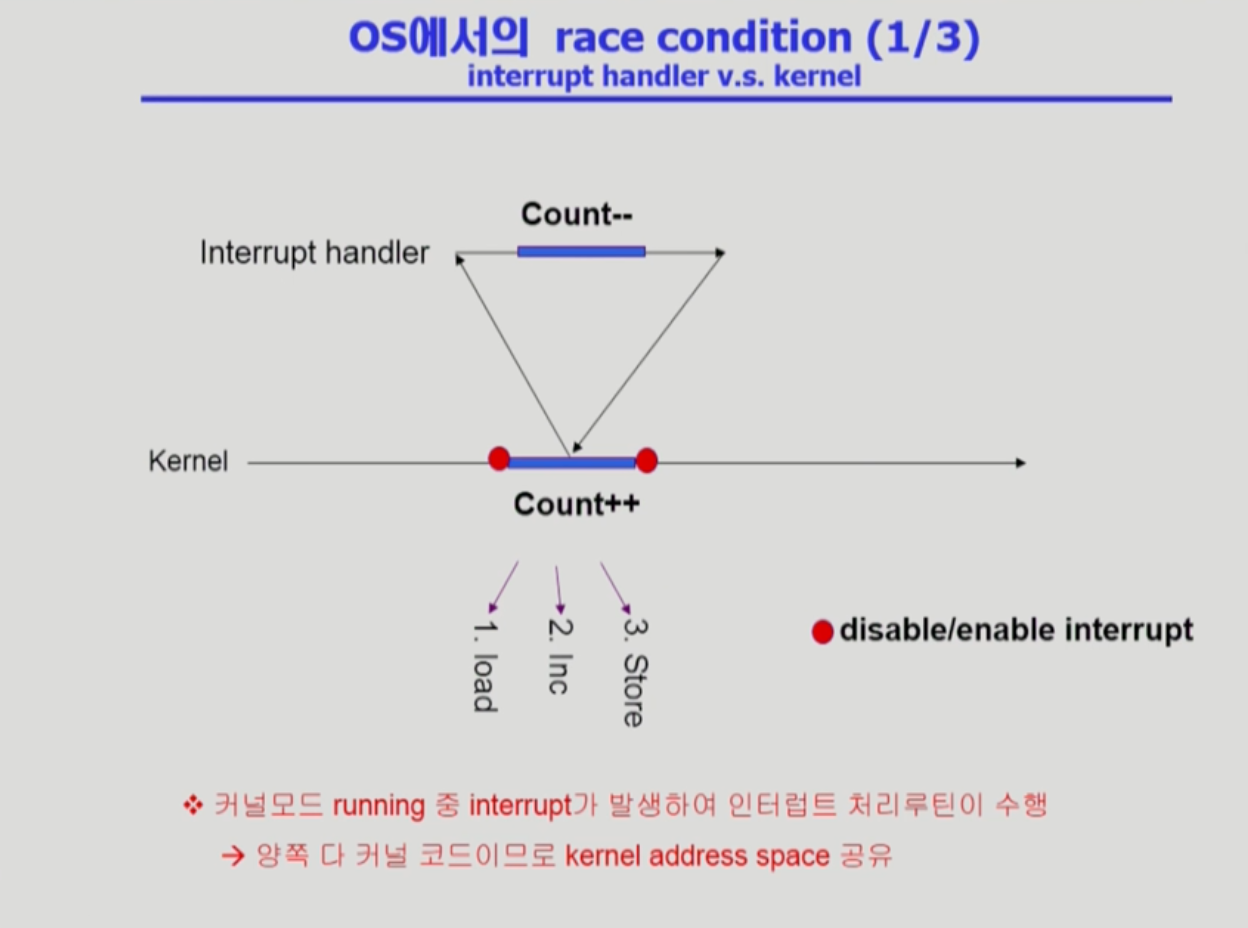 OS에서의 race condition (1/3)
interrupt handler v.s. kernel
Count--
Interrupt handler
Kernel
Count++
1. load
2. Inc
3. Store
disable/enable interrupt
❖ 커널모드 running 중 interrupt가 발생하여 인터럽트 처리루틴이 수행
→ 양쪽 다 커널 코드이므로 kernel address space 공유